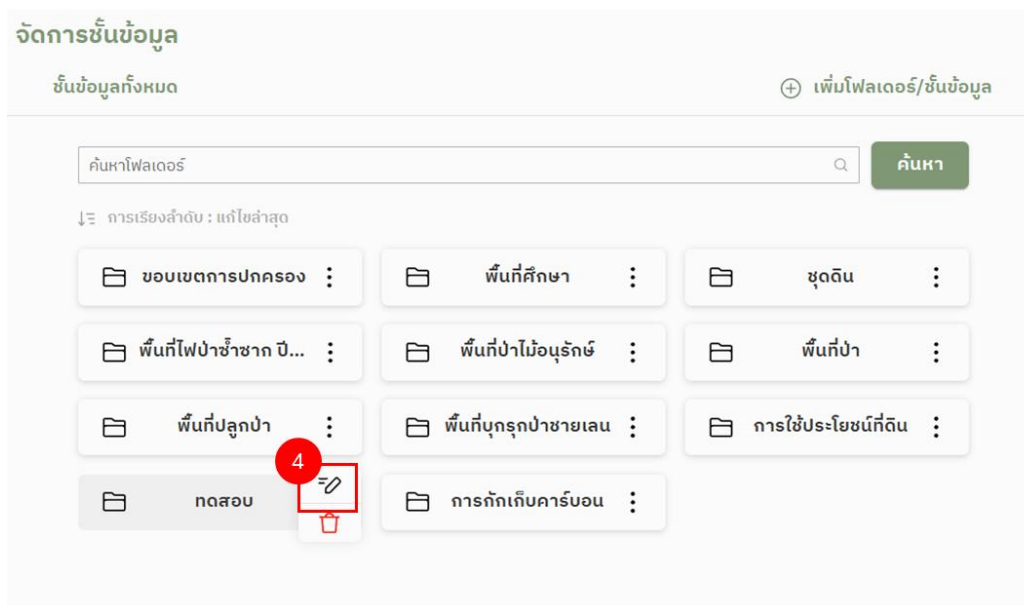 จัดการชั้นข้อมูล
ชั้นข้อมูลทั้งหมด เพิ่มโฟลเดอร์/ชั้นข้อมูล
ค้นหาโฟลเดอร์ ค้นหา
การเรียงลำดับ : แก้ไขล่าสุด
ขอบเขตการปกครอง พื้นที่ศึกษา ชุดดิน
พื้นที่ไฟป่าซ้ำซาก ปี... พื้นที่ป่าไม้อนุรักษ์ พื้นที่ป่า
พื้นที่ปลูกป่า พื้นที่บุกรุกป่าชายเลน การใช้ประโยชน์ที่ดิน
4
ทดสอบ การกักเก็บคาร์บอน